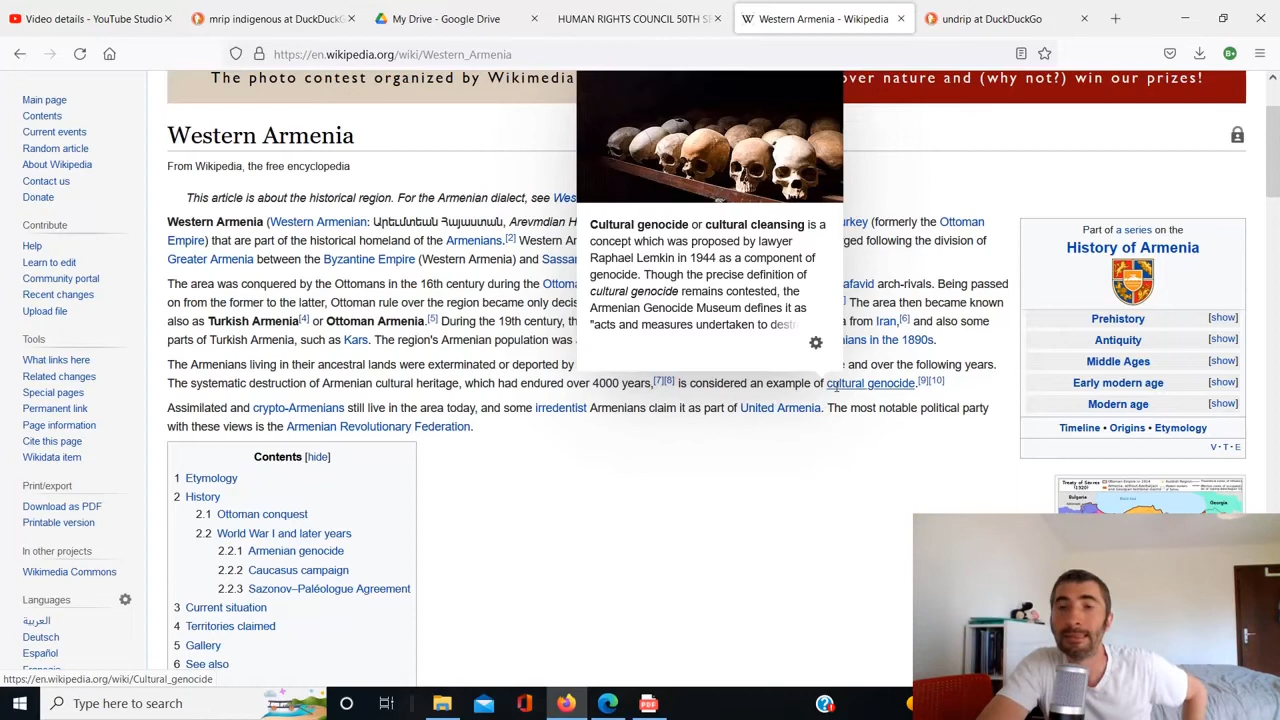 Video details - YouTube Studio
mrip indigenous at DuckDuckGo
My Drive - Google Drive
HUMAN RIGHTS COUNCIL 50TH SE
Western Armenia - Wikipedia
undrip at DuckDuckGo
https://en.wikipedia.org/wiki/Western_Armenia
The photo contest organized by Wikimedia
over nature and (why not?) win our prizes!
Main page
Contents
Current events
Random article
About Wikipedia
Contact us
Donate
Contribute
Help
Learn to edit
Community portal
Recent changes
Upload file
Tools
What links here
Related changes
Special pages
Permanent link
Page information
Cite this page
Wikidata item
Print/export
Download as PDF
Printable version
In other projects
Wikimedia Commons
Languages
العربية
Deutsch
Español
Français
Western Armenia
From Wikipedia, the free encyclopedia
This article is about the historical region. For the Armenian dialect, see Wes
Western Armenia (Western Armenian: Արեւմտեան Հայաստան, Arevmdian H
urkey (formerly the Ottoman
Empire) that are part of the historical homeland of the Armenians.[2] Western Ar
ged following the division of
Greater Armenia between the Byzantine Empire (Western Armenia) and Sassan
The area was conquered by the Ottomans in the 16th century during the Ottoma
afavid arch-rivals. Being passed
on from the former to the latter, Ottoman rule over the region became only decis
The area then became known
also as Turkish Armenia[4] or Ottoman Armenia.[5] During the 19th century, the
a from Iran,[6] and also some
parts of Turkish Armenia, such as Kars. The region's Armenian population was
nians in the 1890s.
The Armenians living in their ancestral lands were exterminated or deported by
and over the following years.
The systematic destruction of Armenian cultural heritage, which had endured over 4000 years,[7][8] is considered an example of cultural genocide.[9][10]
Assimilated and crypto-Armenians still live in the area today, and some irredentist Armenians claim it as part of United Armenia. The most notable political party
with these views is the Armenian Revolutionary Federation.
Cultural genocide or cultural cleansing is a
concept which was proposed by lawyer
Raphael Lemkin in 1944 as a component of
genocide. Though the precise definition of
cultural genocide remains contested, the
Armenian Genocide Museum defines it as
"acts and measures undertaken to destr
Contents [hide]
1 Etymology
2 History
2.1 Ottoman conquest
2.2 World War I and later years
2.2.1 Armenian genocide
2.2.2 Caucasus campaign
2.2.3 Sazonov–Paléologue Agreement
3 Current situation
4 Territories claimed
5 Gallery
6 See also
Part of a series on the
History of Armenia
Prehistory [show]
Antiquity [show]
Middle Ages [show]
Early modern age [show]
Modern age [show]
Timeline • Origins • Etymology
V · T · E
Treaty of Sèvres
(1920)
Bulgaria
Georgia
https://en.wikipedia.org/wiki/Cultural_genocide
Type here to search